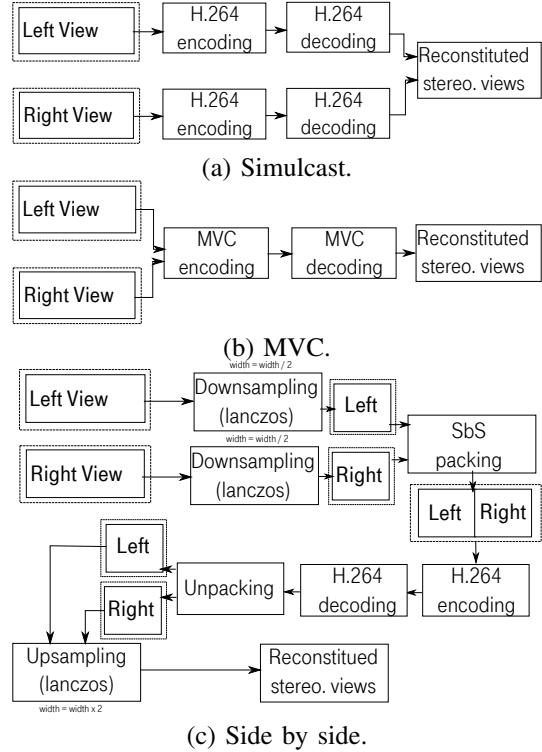 Left View
H.264
encoding
H.264
decoding
Reconstituted
stereo. views
Right View
H.264
encoding
H.264
decoding
(a) Simulcast.
Left View
Right View
MVC
encoding
MVC
decoding
Reconstituted
stereo. views
(b) MVC.
width = width / 2
Left View
Downsampling
(lanczos)
Left
width = width / 2
Right View
Downsampling
(lanczos)
Right
SbS
packing
Left Right
Left
Right
Unpacking
H.264
decoding
H.264
encoding
Upsampling
(lanczos)
width = width x 2
Reconstitued
stereo. views
(c) Side by side.